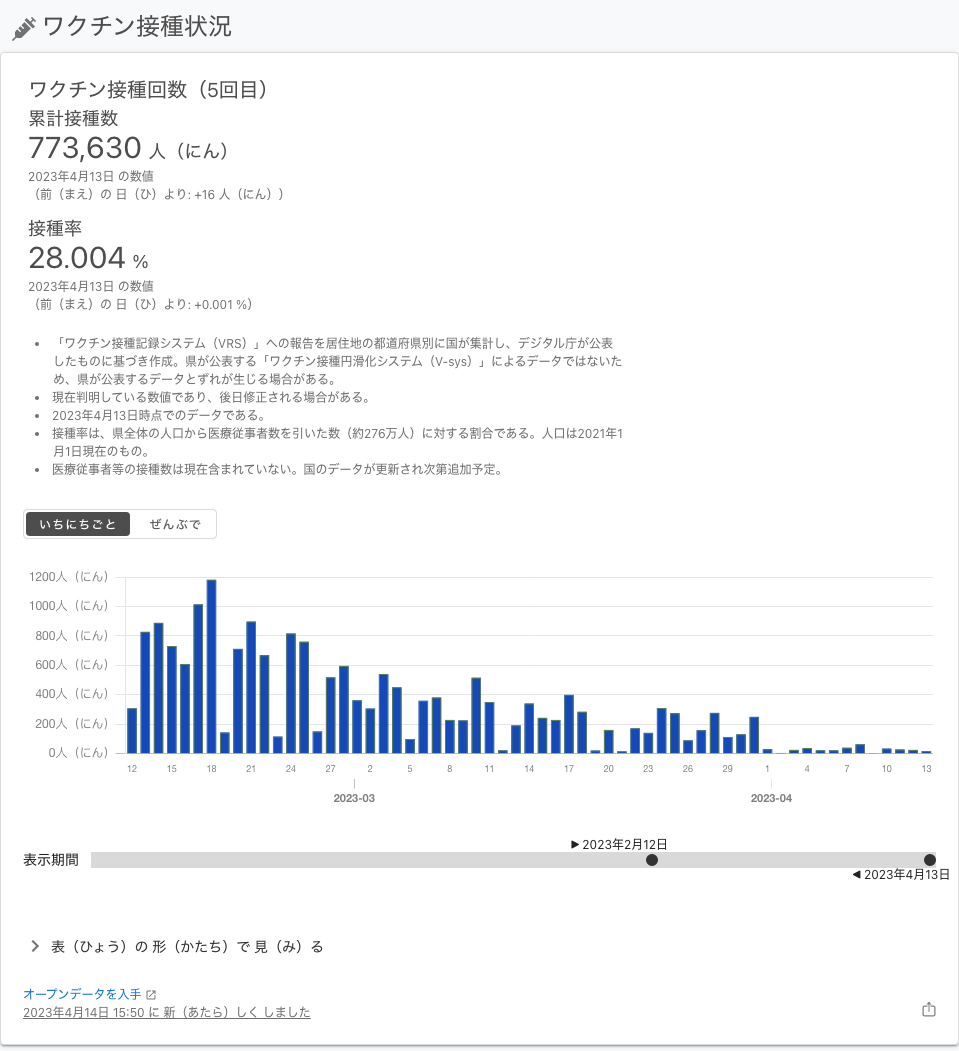 ワクチン接種状況
ワクチン接種回数（5回目）
累計接種数
773,630 人（にん）
2023年4月13日 の数値
（前（まえ）の 日（ひ）より: +16 人（にん））
接種率
28.004 %
2023年4月13日 の数値
（前（まえ）の 日（ひ）より: +0.001 %）
• 「ワクチン接種記録システム（VRS）」への報告を居住地の都道府県別に国が集計し、デジタル庁が公表
したものに基づき作成。県が公表する「ワクチン接種円滑化システム（V-sys）」によるデータではないた
め、県が公表するデータとずれが生じる場合がある。
• 現在判明している数値であり、後日修正される場合がある。
• 2023年4月13日時点でのデータである。
• 接種率は、県全体の人口から医療従事者数を引いた数（約276万人）に対する割合である。人口は2021年1
月1日現在のもの。
• 医療従事者等の接種数は現在含まれていない。国のデータが更新され次第追加予定。
いちにちごと ぜんぶで
1200人（にん）
1000人（にん）
800人（にん）
600人（にん）
400人（にん）
200人（にん）
0人（にん）
12 15 18 21 24 27 2 5 8 11 14 17 20 23 26 29 1 4 7 10 13
2023-03 2023-04
▶ 2023年2月12日
表示期間
◀ 2023年4月13日
表（ひょう）の 形（かたち）で 見（み）る
オープンデータを入手
2023年4月14日 15:50 に 新（あたら）しく しました